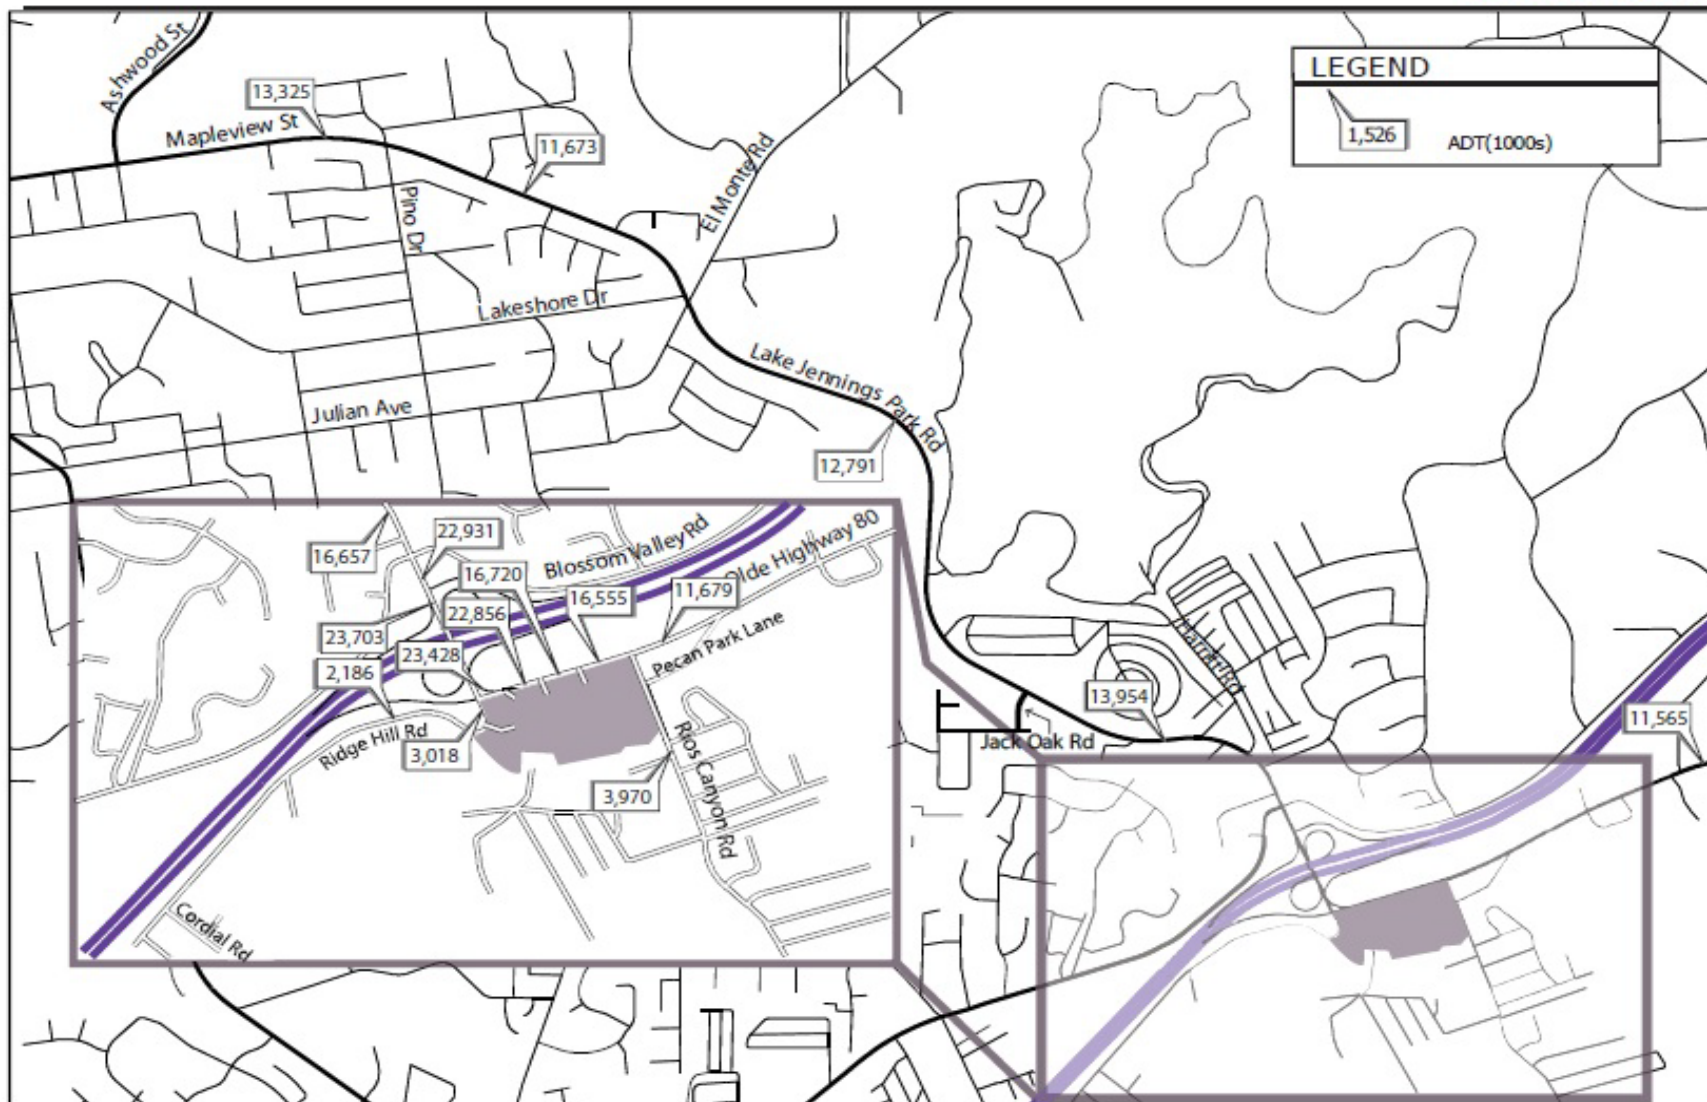 Ashwood St
LEGEND
1,526
ADT(1000s)
13,325
Mapleview St
11,673
El Monte Rd
Pino Dr
Lakeshore Dr
Lake Jennings Park Rd
Julian Ave
12,791
22,931
16,657
Blossom Valley Rd
Olde Highway 80
16,720
16,555
11,679
22,856
23,703
23,428
Pecan Park Lane
2,186
Harritt Rd
13,954
11,565
Ridge Hill Rd
3,018
Jack Oak Rd
Rios Canyon Rd
3,970
Cordial Rd